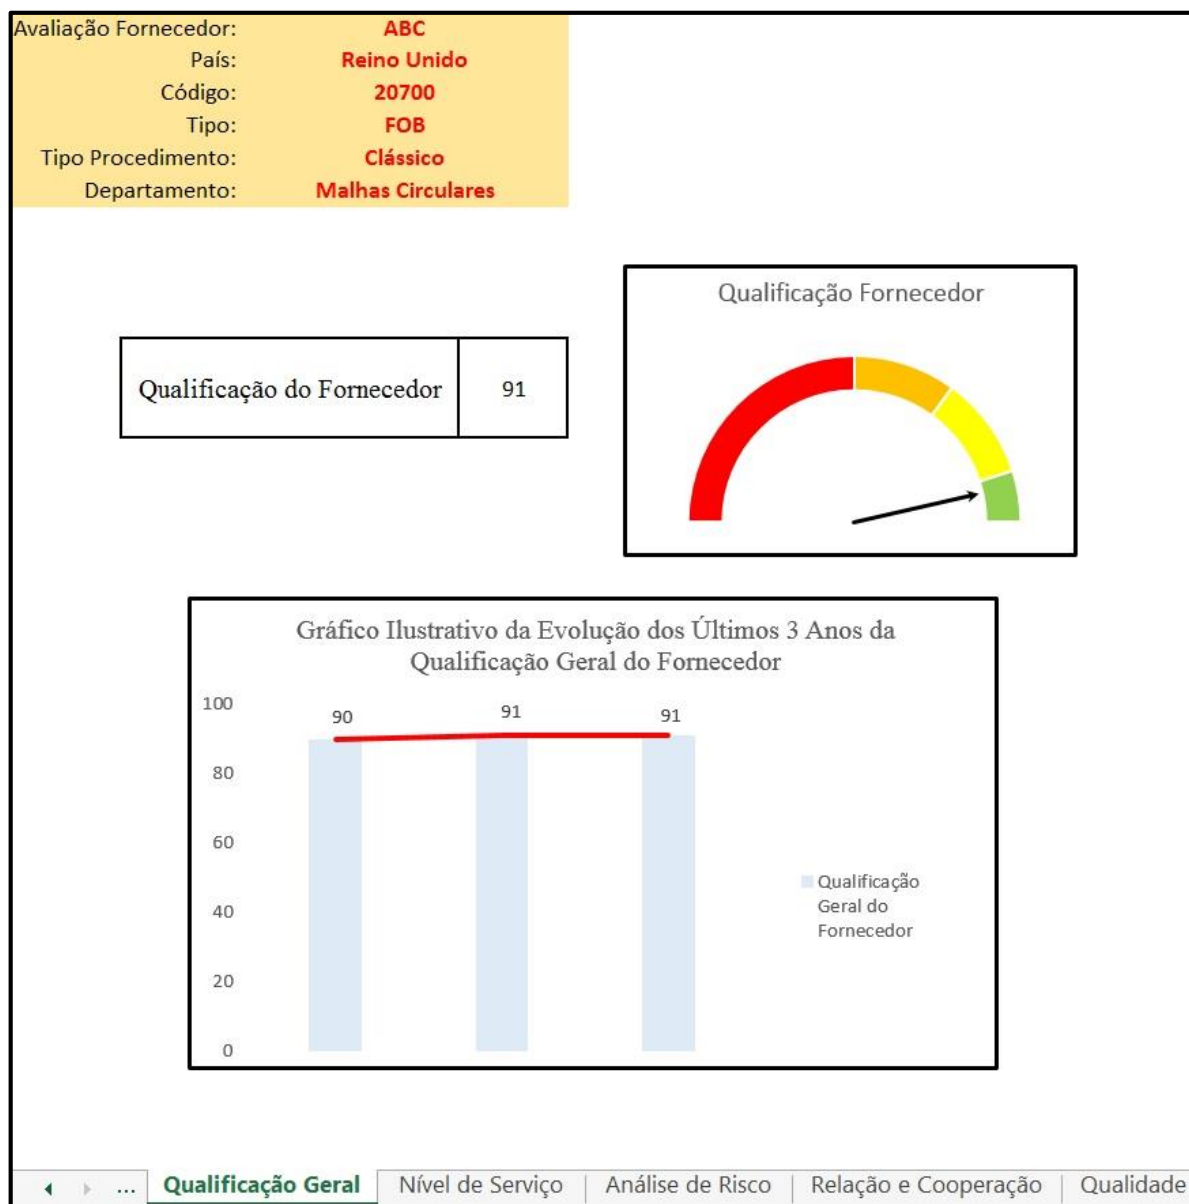 Avaliação Fornecedor: ABC
País: Reino Unido
Código: 20700
Tipo: FOB
Tipo Procedimento: Clássico
Departamento: Malhas Circulares
Qualificação do Fornecedor 91
Qualificação Fornecedor
Gráfico Ilustrativo da Evolução dos Últimos 3 Anos da
Qualificação Geral do Fornecedor
100
80
60
40
20
0
90 91 91
Qualificação
Geral do
Fornecedor
... Qualificação Geral Nível de Serviço Análise de Risco Relação e Cooperação Qualidade